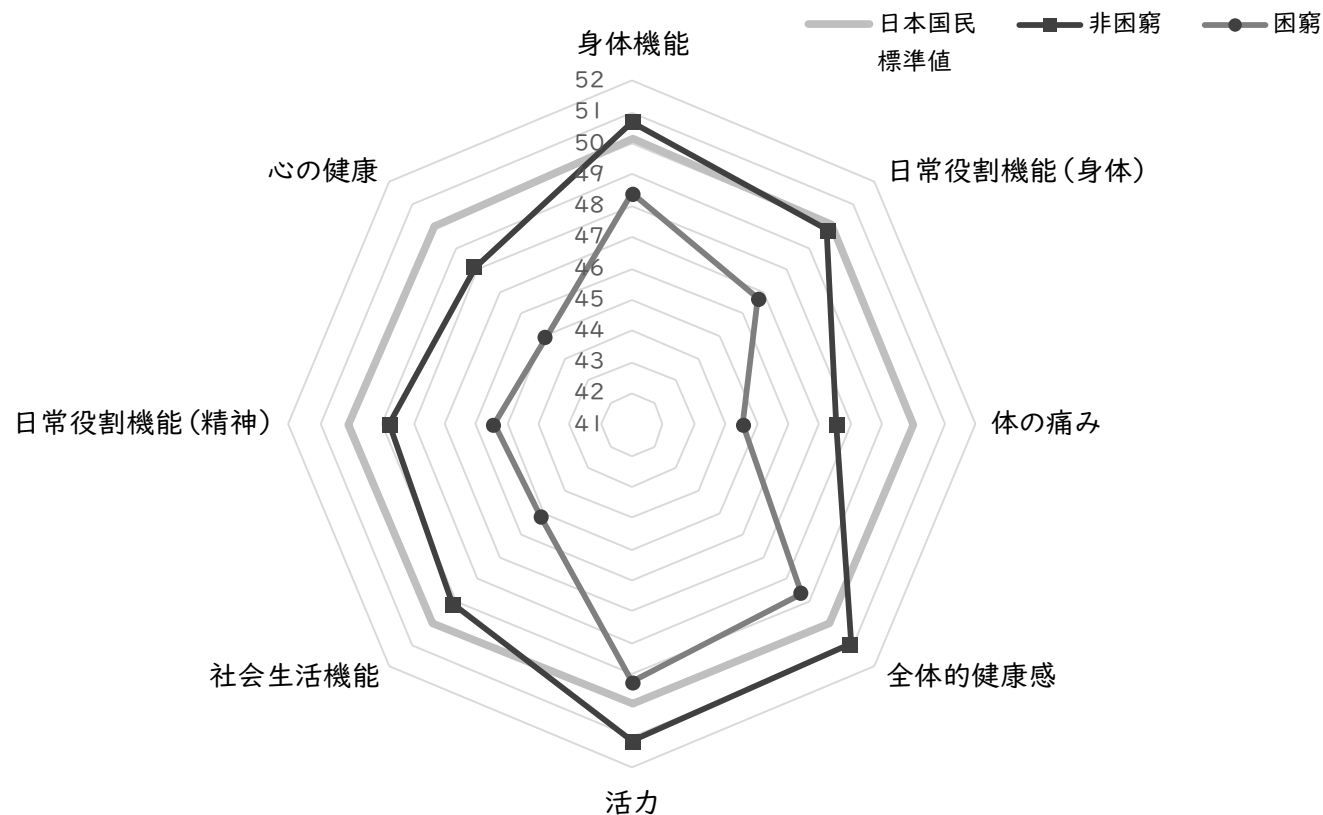 日本国民
標準値
非困窮
困窮
身体機能
52
51
50
49
48
47
46
45
44
43
42
41
心の健康
日常役割機能(身体)
日常役割機能(精神)
体の痛み
社会生活機能
全体的健康感
活力